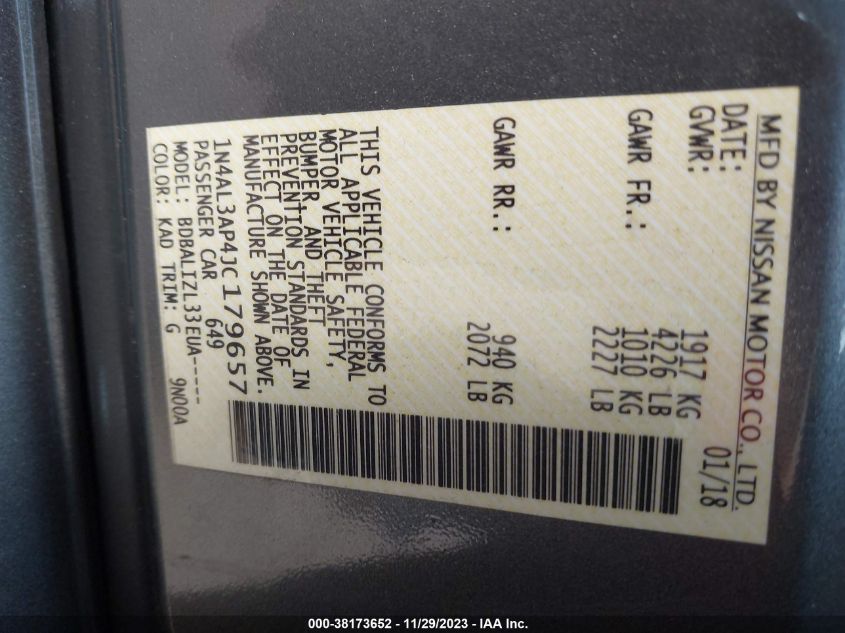 MFD BY NISSAN MOTOR CO., LTD.
DATE: 01/18
GVWR: 1917 KG
4226 LB
GAWR FR.: 1010 KG
2227 LB
GAWR RR.: 940 KG
2072 LB
THIS VEHICLE CONFORMS TO
ALL APPLICABLE FEDERAL
MOTOR VEHICLE SAFETY,
BUMPER, AND THEFT
PREVENTION STANDARDS IN
EFFECT ON THE DATE OF
MANUFACTURE SHOWN ABOVE.
1N4AL3AP4JC179657
PASSENGER CAR 649
MODEL: BDBALIZL33EUA-----
COLOR: KAD TRIM: G 9N00A
000-38173652 - 11/29/2023 - IAA Inc.